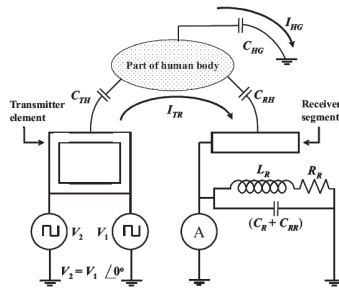 I_HG
C_HG
Part of human body
C_TH
C_RH
I_TR
Transmitter
element
Receiver
segment
L_R
R_R
V_2
V_1
A
(C_R + C_RR)
V_2 = V_1 ∠0°